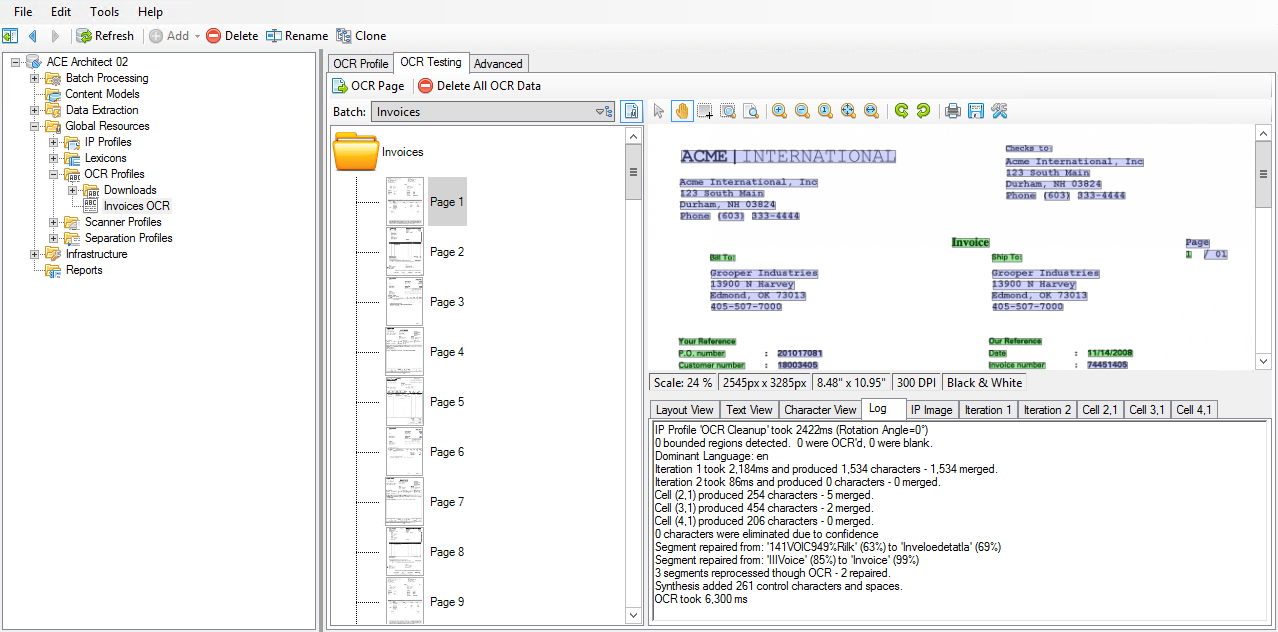 File Edit Tools Help
Refresh Add Delete Rename Clone
ACE Architect 02
Batch Processing
Content Models
Data Extraction
Global Resources
IP Profiles
Lexicons
OCR Profiles
Downloads
Invoices OCR
Scanner Profiles
Separation Profiles
Infrastructure
Reports
OCR Profile OCR Testing Advanced
OCR Page Delete All OCR Data
Batch: Invoices
Invoices
Page 1
Page 2
Page 3
Page 4
Page 5
Page 6
Page 7
Page 8
Page 9
ACME | INTERNATIONAL
Acme International, Inc
123 South Main
Durham, NH 03824
Phone (603) 333-4444
Checks to:
Acme International, Inc
123 South Main
Durham, NH 03824
Phone (603) 333-4444
Invoice
Page
1 / 01
Bill To:
Grooper Industries
13900 N Harvey
Edmond, OK 73013
405-507-7000
Ship To:
Grooper Industries
13900 N Harvey
Edmond, OK 73013
405-507-7000
Your Reference
P.O. number : 201017081
Customer number : 18003405
Our Reference
Date : 11/14/2008
Invoice number : 74451405
Scale: 24 % 2545px x 3285px 8.48" x 10.95" 300 DPI Black & White
Layout View Text View Character View Log IP Image Iteration 1 Iteration 2 Cell 2,1 Cell 3,1 Cell 4,1
IP Profile 'OCR Cleanup' took 2422ms (Rotation Angle=0°)
0 bounded regions detected. 0 were OCR'd, 0 were blank.
Dominant Language: en
Iteration 1 took 2,184ms and produced 1,534 characters - 1,534 merged.
Iteration 2 took 86ms and produced 0 characters - 0 merged.
Cell (2,1) produced 254 characters - 5 merged.
Cell (3,1) produced 454 characters - 2 merged.
Cell (4,1) produced 206 characters - 1 merged.
0 characters were eliminated due to confidence
Segment repaired from: '141VOIC949%Rilk' (63%) to 'Inveloedetatla' (69%)
Segment repaired from: 'IIIVoice' (85%) to 'Invoice' (99%)
7 segments reprocessed though OCR - 2 repaired.
Synthesis added 261 control characters and spaces.
OCR took 6,300 ms